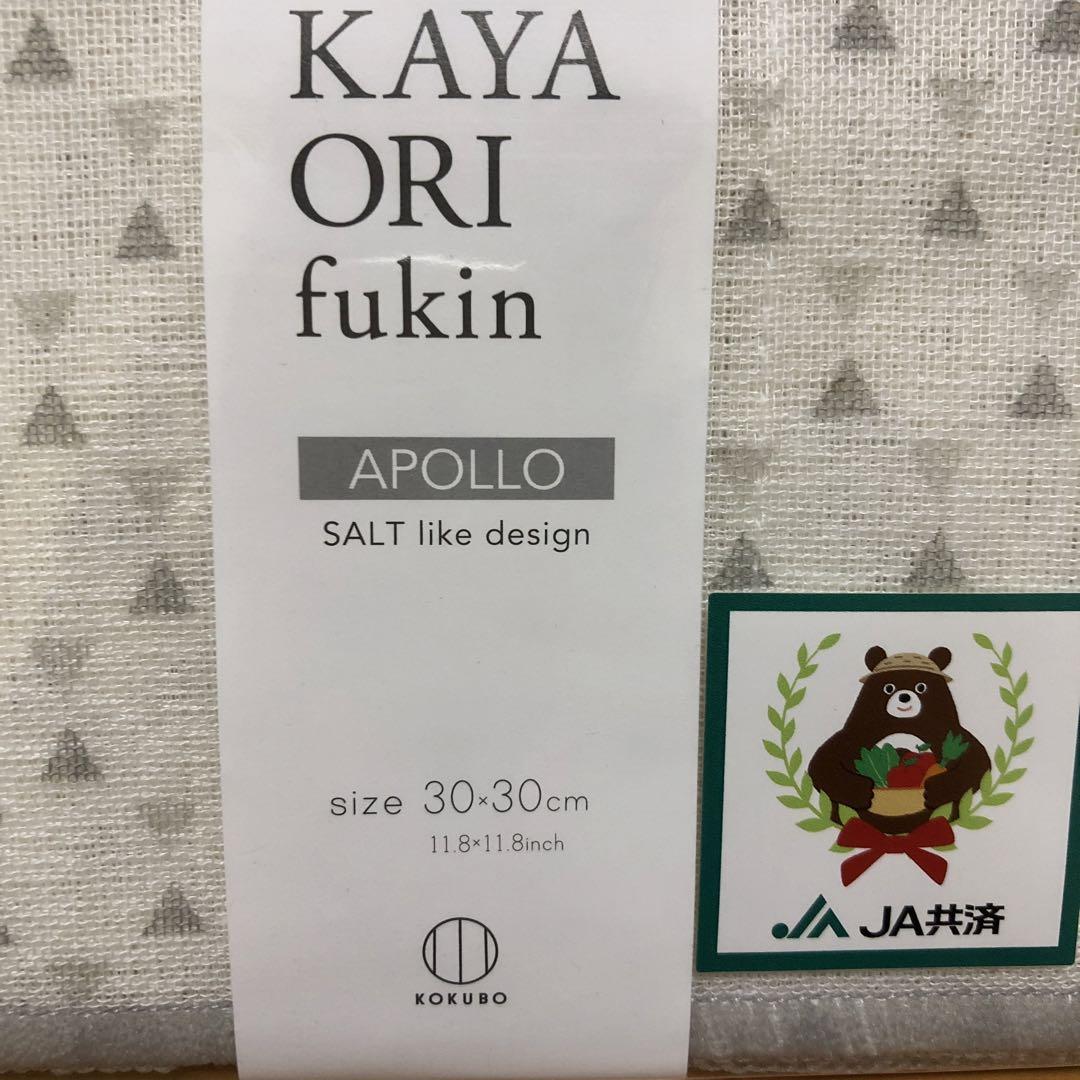 KAYA
ORI
fukin
APOLLO
SALT like design
size 30×30cm
11.8×11.8inch
KOKUBO
JA共済